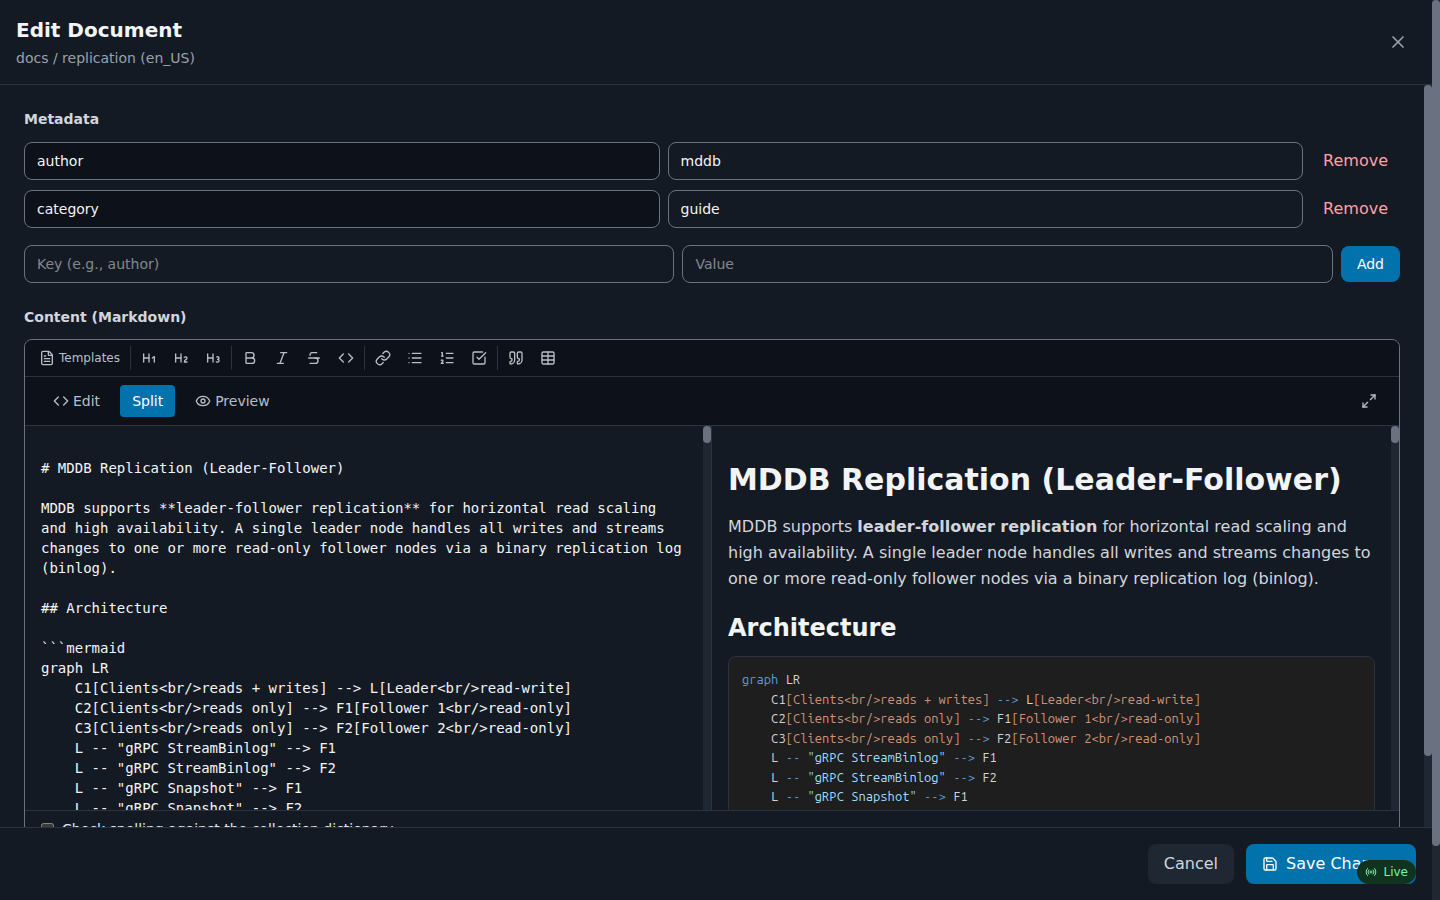 Edit Document
docs / replication (en_US)
Metadata
author mddb Remove
category guide Remove
Key (e.g., author) Value Add
Content (Markdown)
Templates H1 H2 H3 B I S
Edit Split Preview
# MDDB Replication (Leader-Follower)
MDDB supports **leader-follower replication** for horizontal read scaling
and high availability. A single leader node handles all writes and streams
changes to one or more read-only follower nodes via a binary replication log
(binlog).
## Architecture
```mermaid
graph LR
C1[Clients<br/>reads + writes] --> L[Leader<br/>read-write]
C2[Clients<br/>reads only] --> F1[Follower 1<br/>read-only]
C3[Clients<br/>reads only] --> F2[Follower 2<br/>read-only]
L -- "gRPC StreamBinlog" --> F1
L -- "gRPC StreamBinlog" --> F2
L -- "gRPC Snapshot" --> F1
L -- "gRPC Snapshot" --> F2
MDDB Replication (Leader-Follower)
MDDB supports leader-follower replication for horizontal read scaling and
high availability. A single leader node handles all writes and streams changes to
one or more read-only follower nodes via a binary replication log (binlog).
Architecture
graph LR
C1[Clients<br/>reads + writes] --> L[Leader<br/>read-write]
C2[Clients<br/>reads only] --> F1[Follower 1<br/>read-only]
C3[Clients<br/>reads only] --> F2[Follower 2<br/>read-only]
L -- "gRPC StreamBinlog" --> F1
L -- "gRPC StreamBinlog" --> F2
L -- "gRPC Snapshot" --> F1
Check spelling against the collection dictionary
Cancel Save Cha
Live